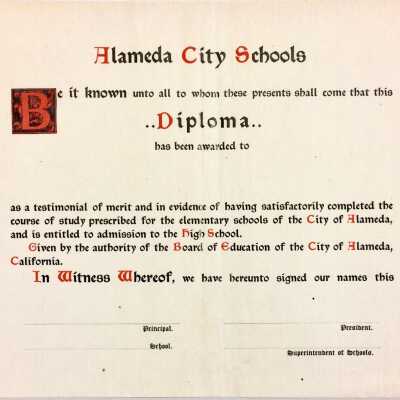 Alameda City Schools
Be it known unto all to whom these presents shall come that this
..Diploma..
has been awarded to
as a testimonial of merit and in evidence of having satisfactorily completed the
course of study prescribed for the elementary schools of the City of Alameda,
and is entitled to admission to the High School.
Given by the authority of the Board of Education of the City of Alameda,
California.
In Witness Whereof, we have hereunto signed our names this
Principal.
President.
School.
Superintendent of Schools.